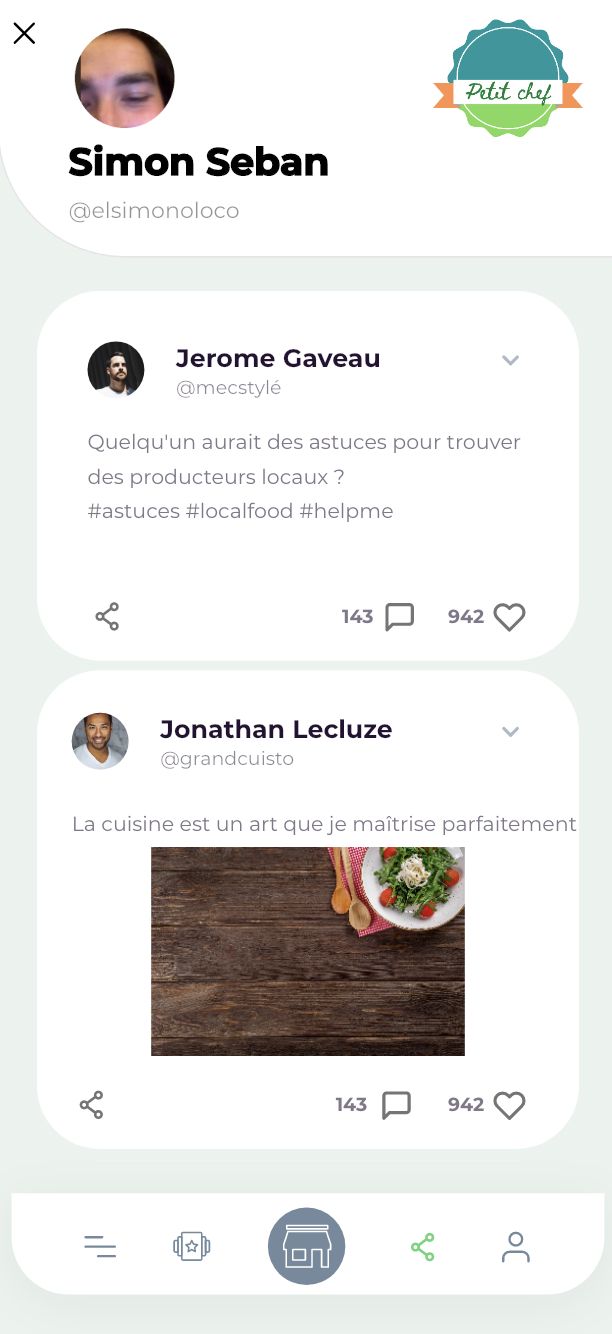 Petit chef
Simon Seban
@elsimonoloco
Jerome Gaveau
@mecstylé
Quelqu'un aurait des astuces pour trouver
des producteurs locaux ?
#astuces #localfood #helpme
143 942
Jonathan Lecluze
@grandcuisto
La cuisine est un art que je maîtrise parfaitement
143 942